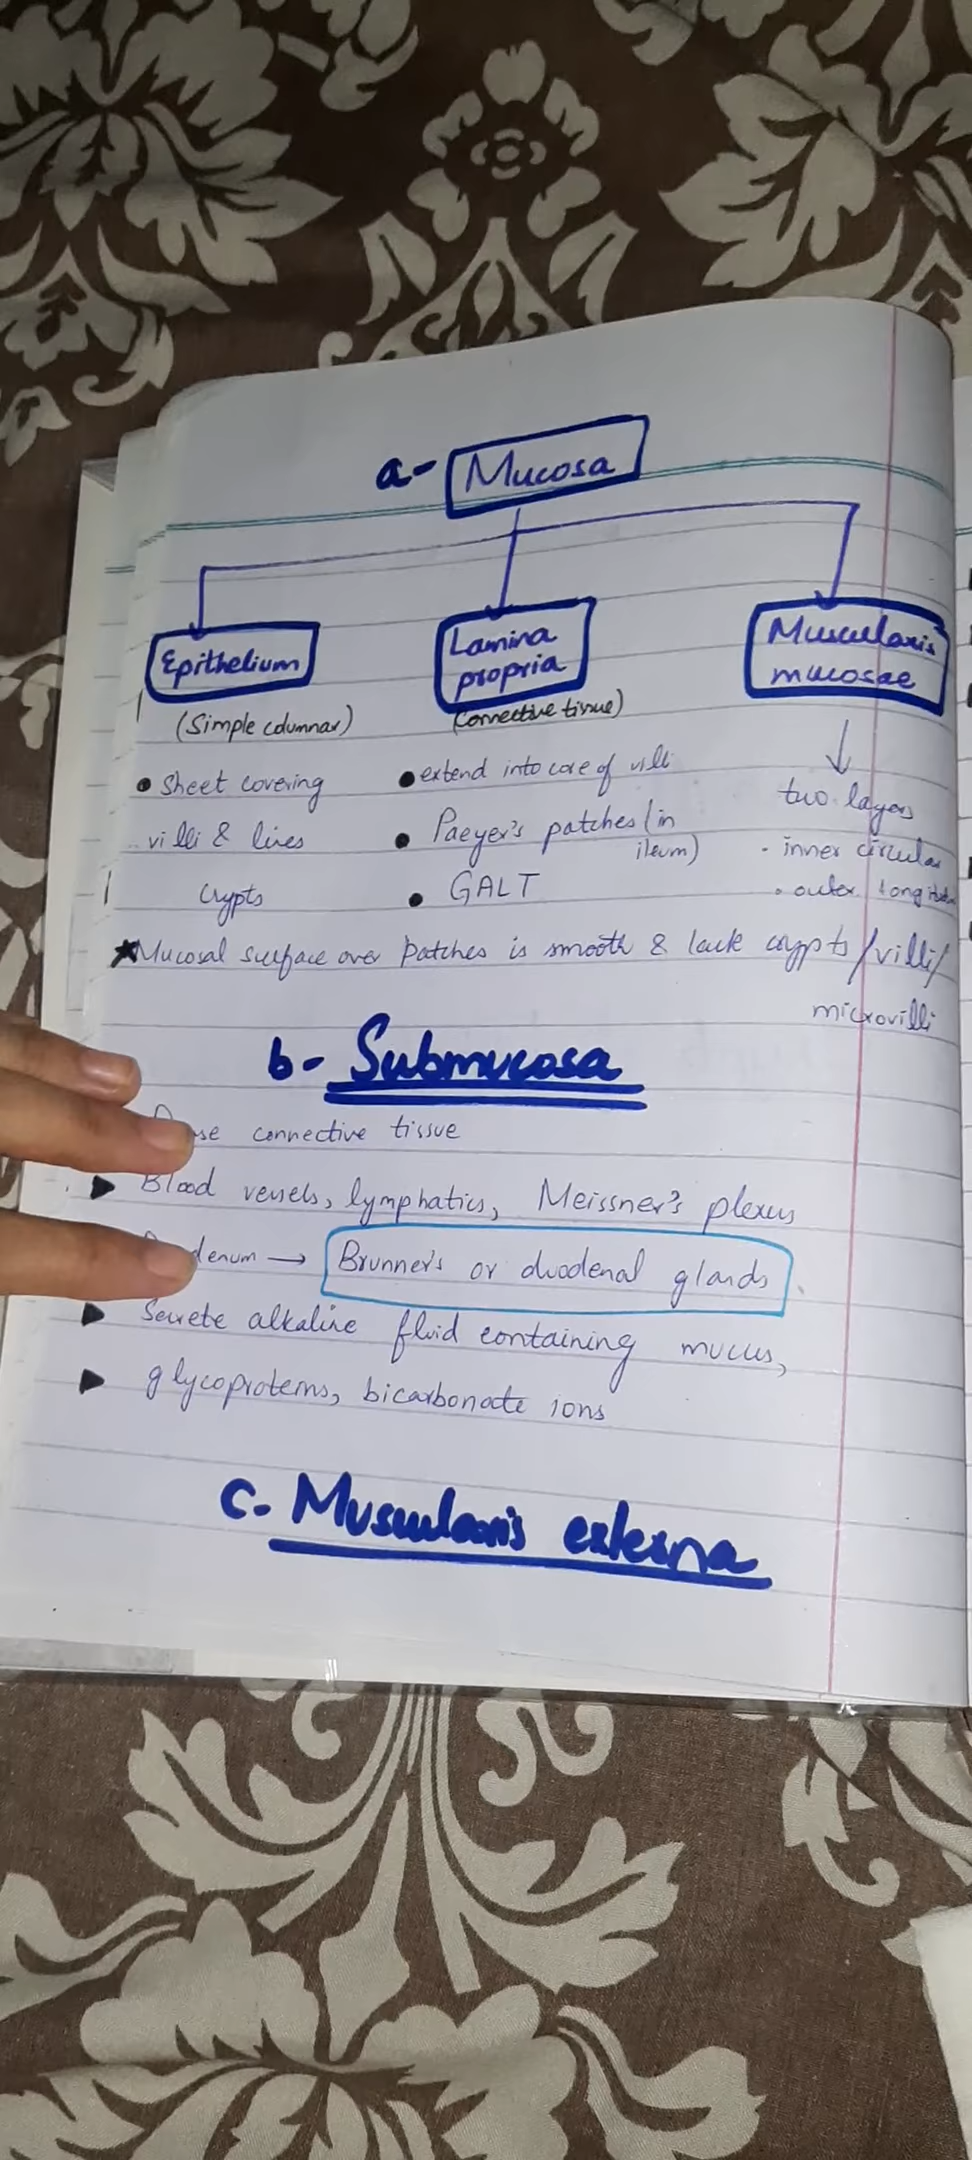 a- Mucosa
Epithelium
Lamina propria
Muscularis mucosae
(Simple columnar)
(connective tissue)
• Sheet covering
villi & lines
crypts
• extend into core of villi
• Paeyer's patches (in
ileum)
• GALT
two layers
· inner circular
· outer
★ Mucosal surface over patches is smooth & lack crypts/villi/
microvilli
b- Submucosa
connective tissue
▶ Blood vessels, lymphatics, Meissner's plexus
→ Brunner's or duodenal glands.
▶ Secrete alkaline fluid containing mucus,
▶ glycoproteins, bicarbonate ions
c. Muscularis externa